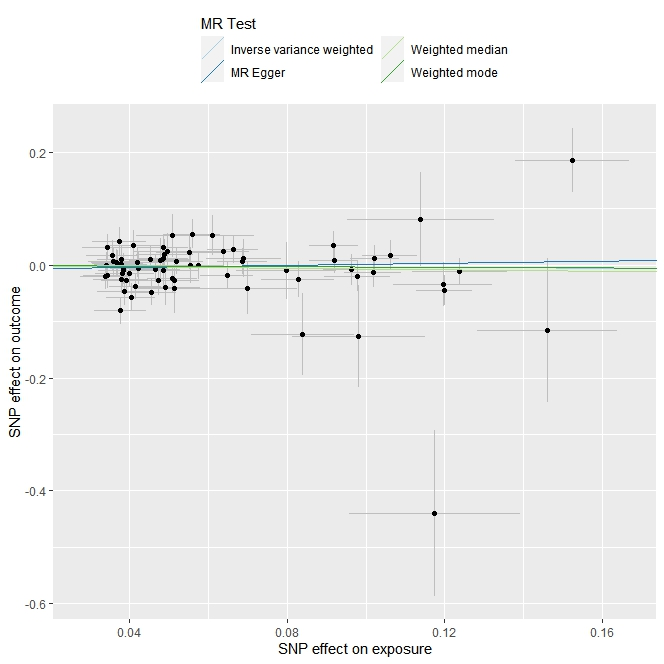 MR Test
Inverse variance weighted
Weighted median
MR Egger
Weighted mode
SNP effect on outcome
0.2
0.0
-0.2
-0.4
-0.6
0.04
0.08
0.12
0.16
SNP effect on exposure